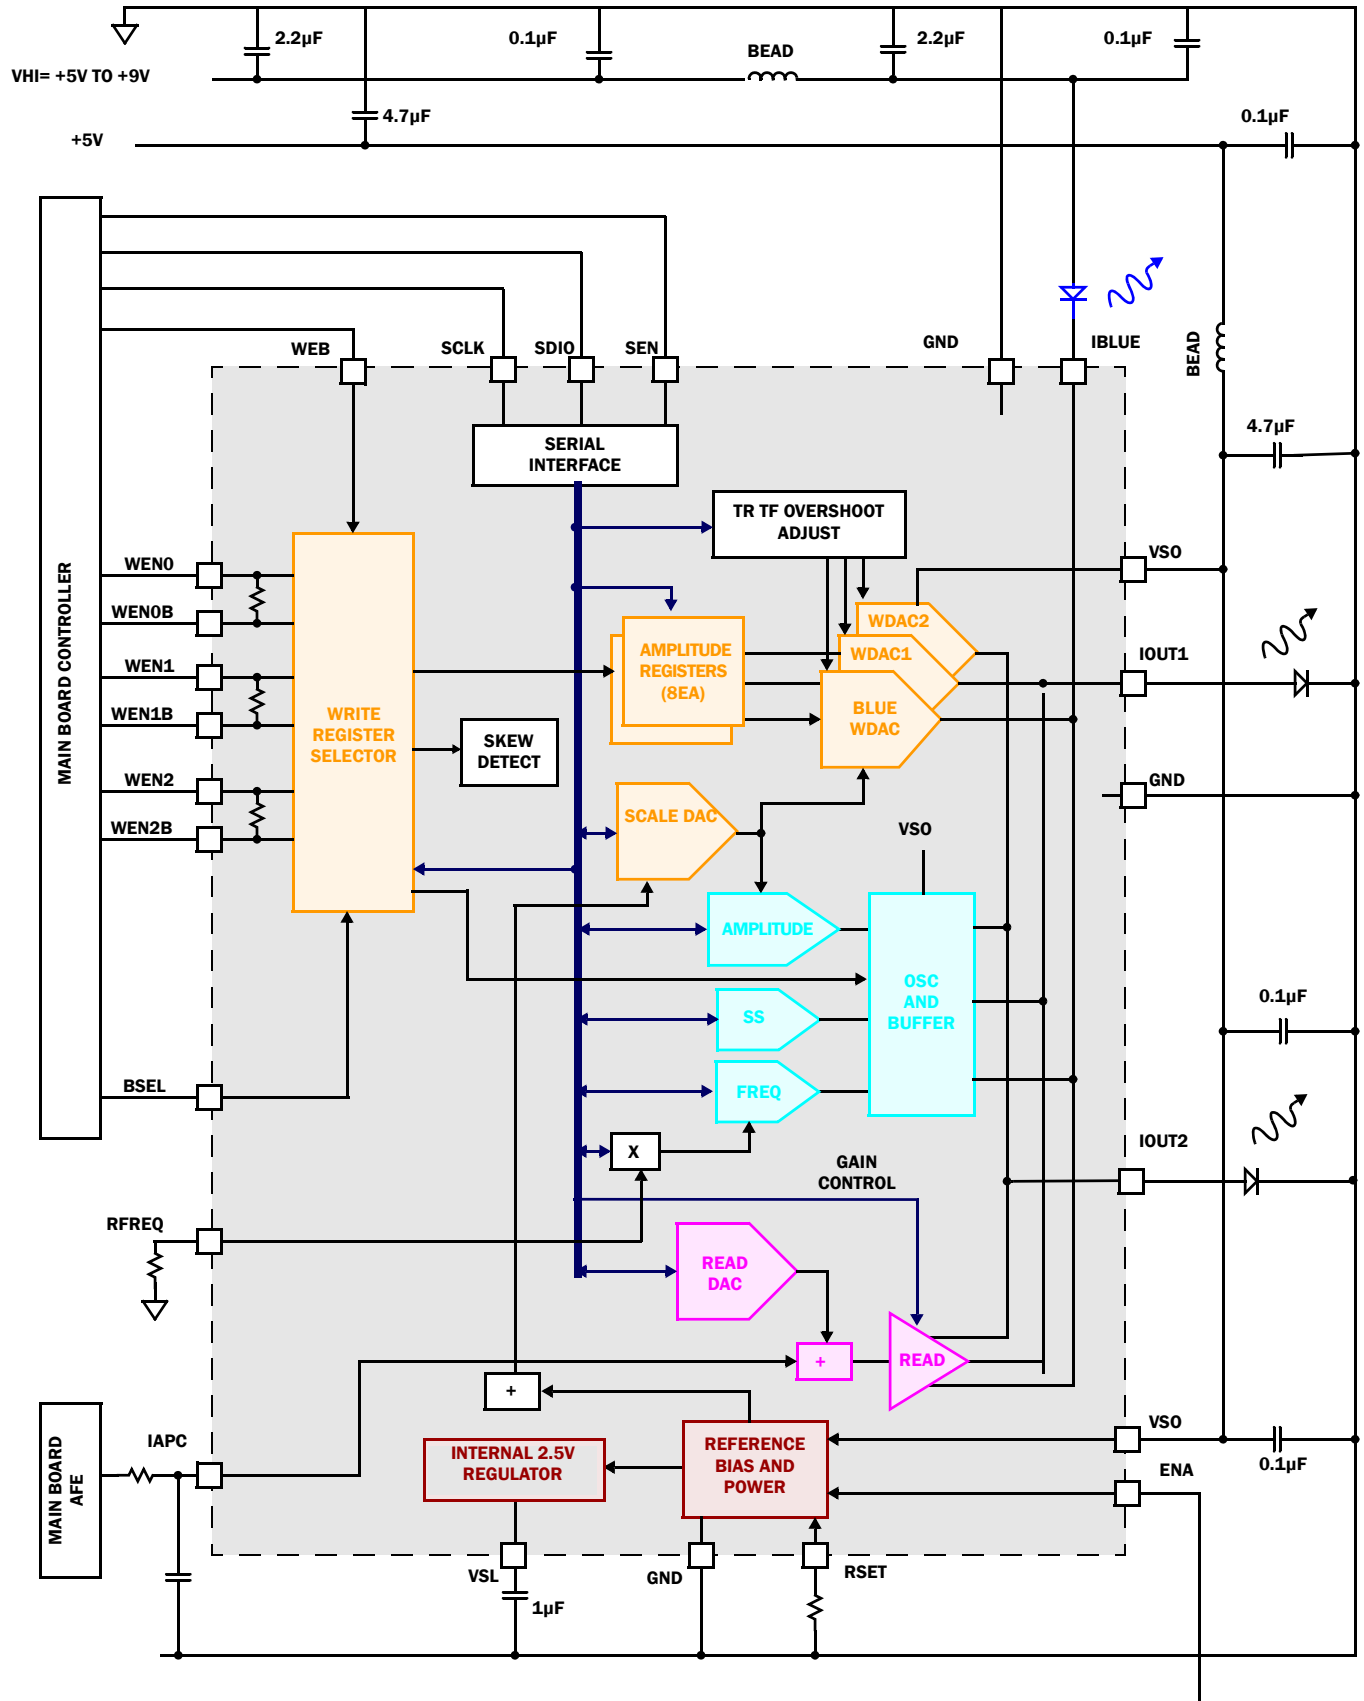 2.2µF
0.1µF
BEAD
2.2µF
0.1µF
VHI= +5V TO +9V
4.7µF
0.1µF
+5V
WEB
SCLK
SDIO
SEN
GND
IBLUE
BEAD
4.7µF
SERIAL
INTERFACE
TR TF OVERSHOOT
ADJUST
MAIN BOARD CONTROLLER
WEN0
WEN0B
WEN1
WEN1B
WEN2
WEN2B
WRITE
REGISTER
SELECTOR
SKEW
DETECT
AMPLITUDE
REGISTERS
(8EA)
WDAC2
WDAC1
BLUE
WDAC
VSO
IOUT1
GND
SCALE DAC
VSO
AMPLITUDE
OSC
AND
BUFFER
SS
FREQ
0.1µF
BSEL
X
GAIN
CONTROL
IOUT2
RFREQ
READ
DAC
+
READ
+
MAIN BOARD
AFE
IAPC
INTERNAL 2.5V
REGULATOR
REFERENCE
BIAS AND
POWER
VSO
0.1µF
ENA
VSL
1µF
GND
RSET